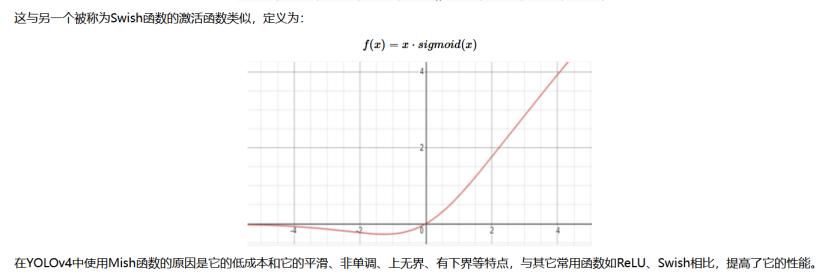 这与另一个被称为Swish函数的激活函数类似，定义为：
f(x) = x · sigmoid(x)
4
2
-4 -2 0 2 4
在YOLOv4中使用Mish函数的原因是它的低成本和它的平滑、非单调、上无界、有下界等特点，与其它常用函数如ReLU、Swish相比，提高了它的性能。